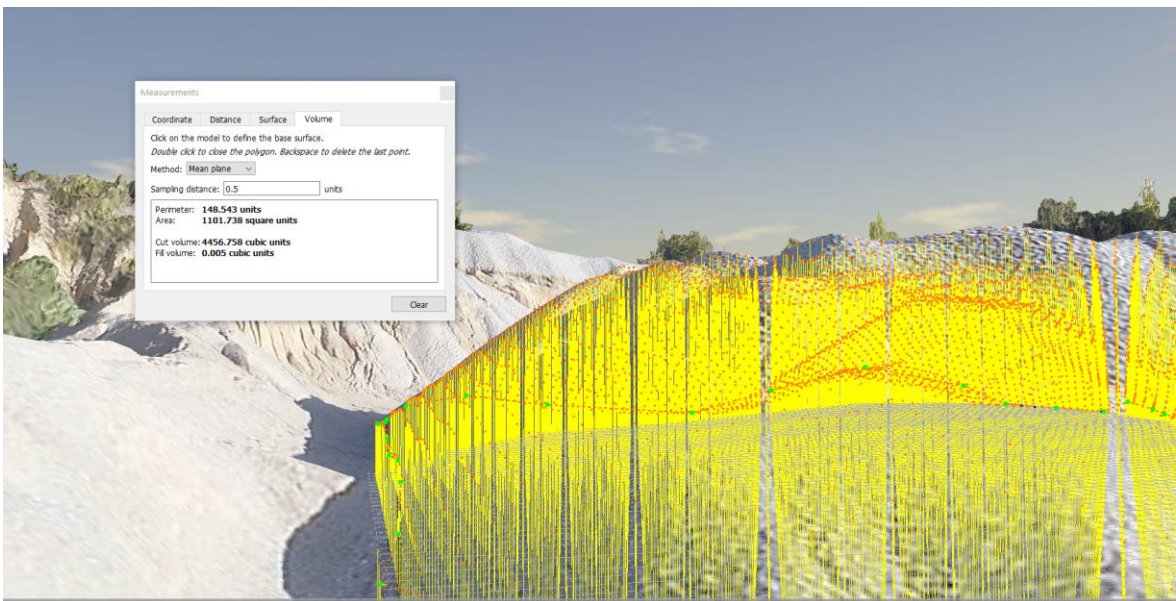 Measurements
Coordinate Distance Surface Volume
Click on the model to define the base surface.
Double click to close the polygon. Backspace to delete the last point.
Method: Mean plane
Sampling distance: 0.5 units
Perimeter: 148.543 units
Area: 1101.738 square units
Cut volume: 4456.758 cubic units
Fill volume: 0.005 cubic units
Clear